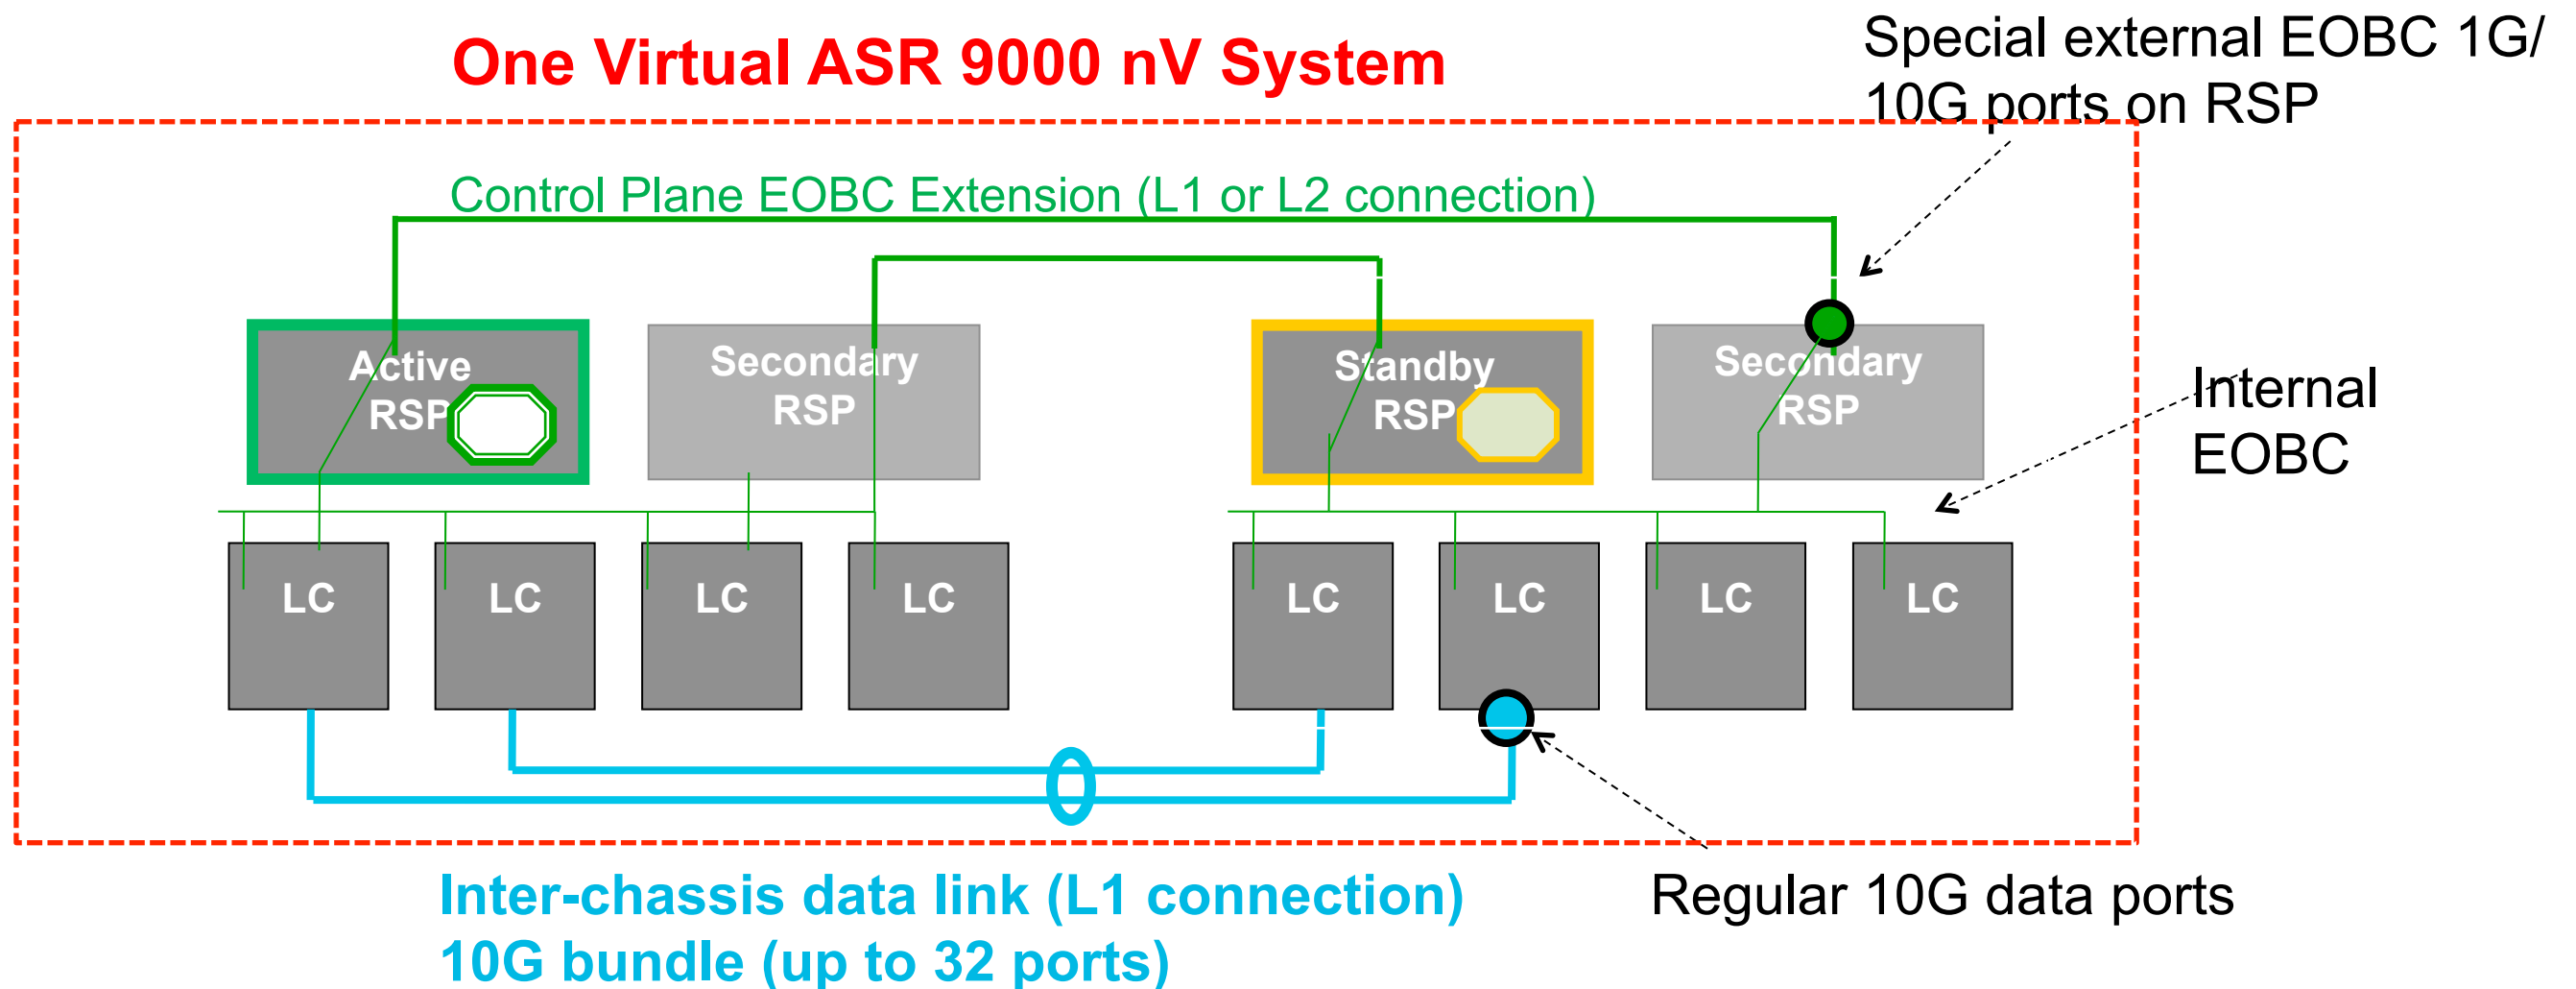 One Virtual ASR 9000 nV System
Special external EOBC 1G/
10G ports on RSP
Control Plane EOBC Extension (L1 or L2 connection)
Active
RSP
Secondary
RSP
Standby
RSP
Secondary
RSP
Internal
EOBC
LC
LC
LC
LC
LC
LC
LC
LC
Inter-chassis data link (L1 connection)
10G bundle (up to 32 ports)
Regular 10G data ports